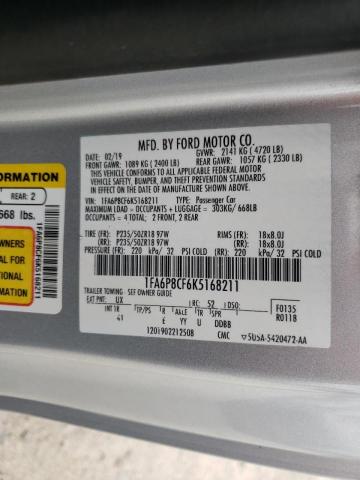 MFD. BY FORD MOTOR CO.
DATE: 02/19 GVWR: 2141 KG ( 4720 LB)
FRONT GAWR: 1089 KG ( 2400 LB) REAR GAWR: 1057 KG ( 2330 LB)
THIS VEHICLE CONFORMS TO ALL APPLICABLE FEDERAL MOTOR
VEHICLE SAFETY, BUMPER, AND THEFT PREVENTION STANDARDS IN
EFFECT ON THE DATE OF MANUFACTURE SHOWN ABOVE.
VIN: 1FA6P8CF6K5168211 TYPE: Passenger Car
MAXIMUM LOAD = OCCUPANTS + LUGGAGE = 303KG/ 668LB
OCCUPANTS = 4 TOTAL; 2 FRONT, 2 REAR
TIRE (FR): P235/50ZR18 97W RIMS (FR): 18x8.0J
(RR): P235/50ZR18 97W (RR): 18x8.0J
PRESSURE (FR): 220 kPa/ 32 PSI COLD (RR): 220 kPa/ 32 PSI COLD
1FA6P8CF6K5168211
TRAILER TOWING - SEE OWNER GUIDE
EXT PNT: UX RC: 52 DSO: F0135
R0118
INT TR TP/PS R AXLE TR SPR
41 E YY U DDBB
1201902212508 CMC 5U5A-5420472-AA
FORMATION
REAR: 2
668 lbs.
OWNERS
1FA6P8CF6K5168211